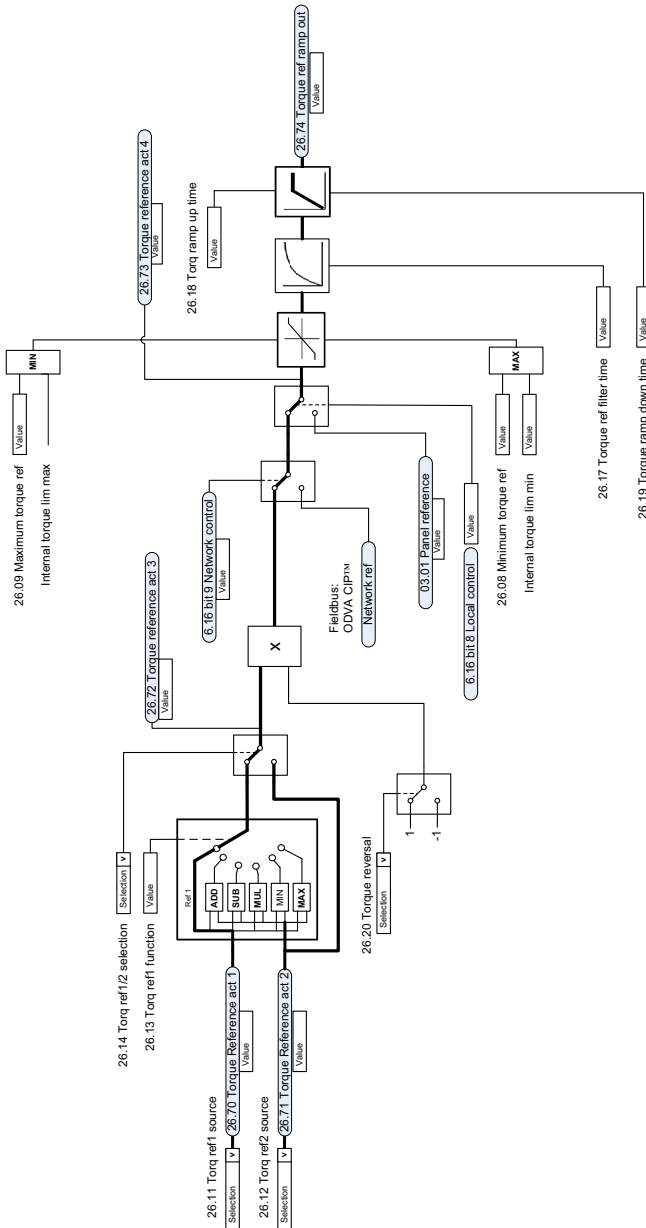 26.14 Torq ref1/2 selection
Selection
v
26.13 Torq ref1 function
Value
26.11 Torq ref1 source
Selection
v
26.70 Torque Reference act 1
Value
26.12 Torq ref2 source
Selection
v
26.71 Torque Reference act 2
Value
Ref 1
ADD
SUB
MUL
MIN
MAX
26.20 Torque reversal
Selection
v
1
-1
26.72 Torque reference act 3
Value
X
6.16 bit 9 Network control
Value
Fieldbus:
ODVA CIP™
Network ref
03.01 Panel reference
Value
6.16 bit 8 Local control
Value
26.09 Maximum torque ref
Value
Internal torque lim max
MIN
26.08 Minimum torque ref
Value
Internal torque lim min
Value
MAX
26.73 Torque reference act 4
Value
26.18 Torq ramp up time
Value
26.17 Torque ref filter time
Value
26.19 Torque ramp down time
Value
26.74 Torque ref ramp out
Value